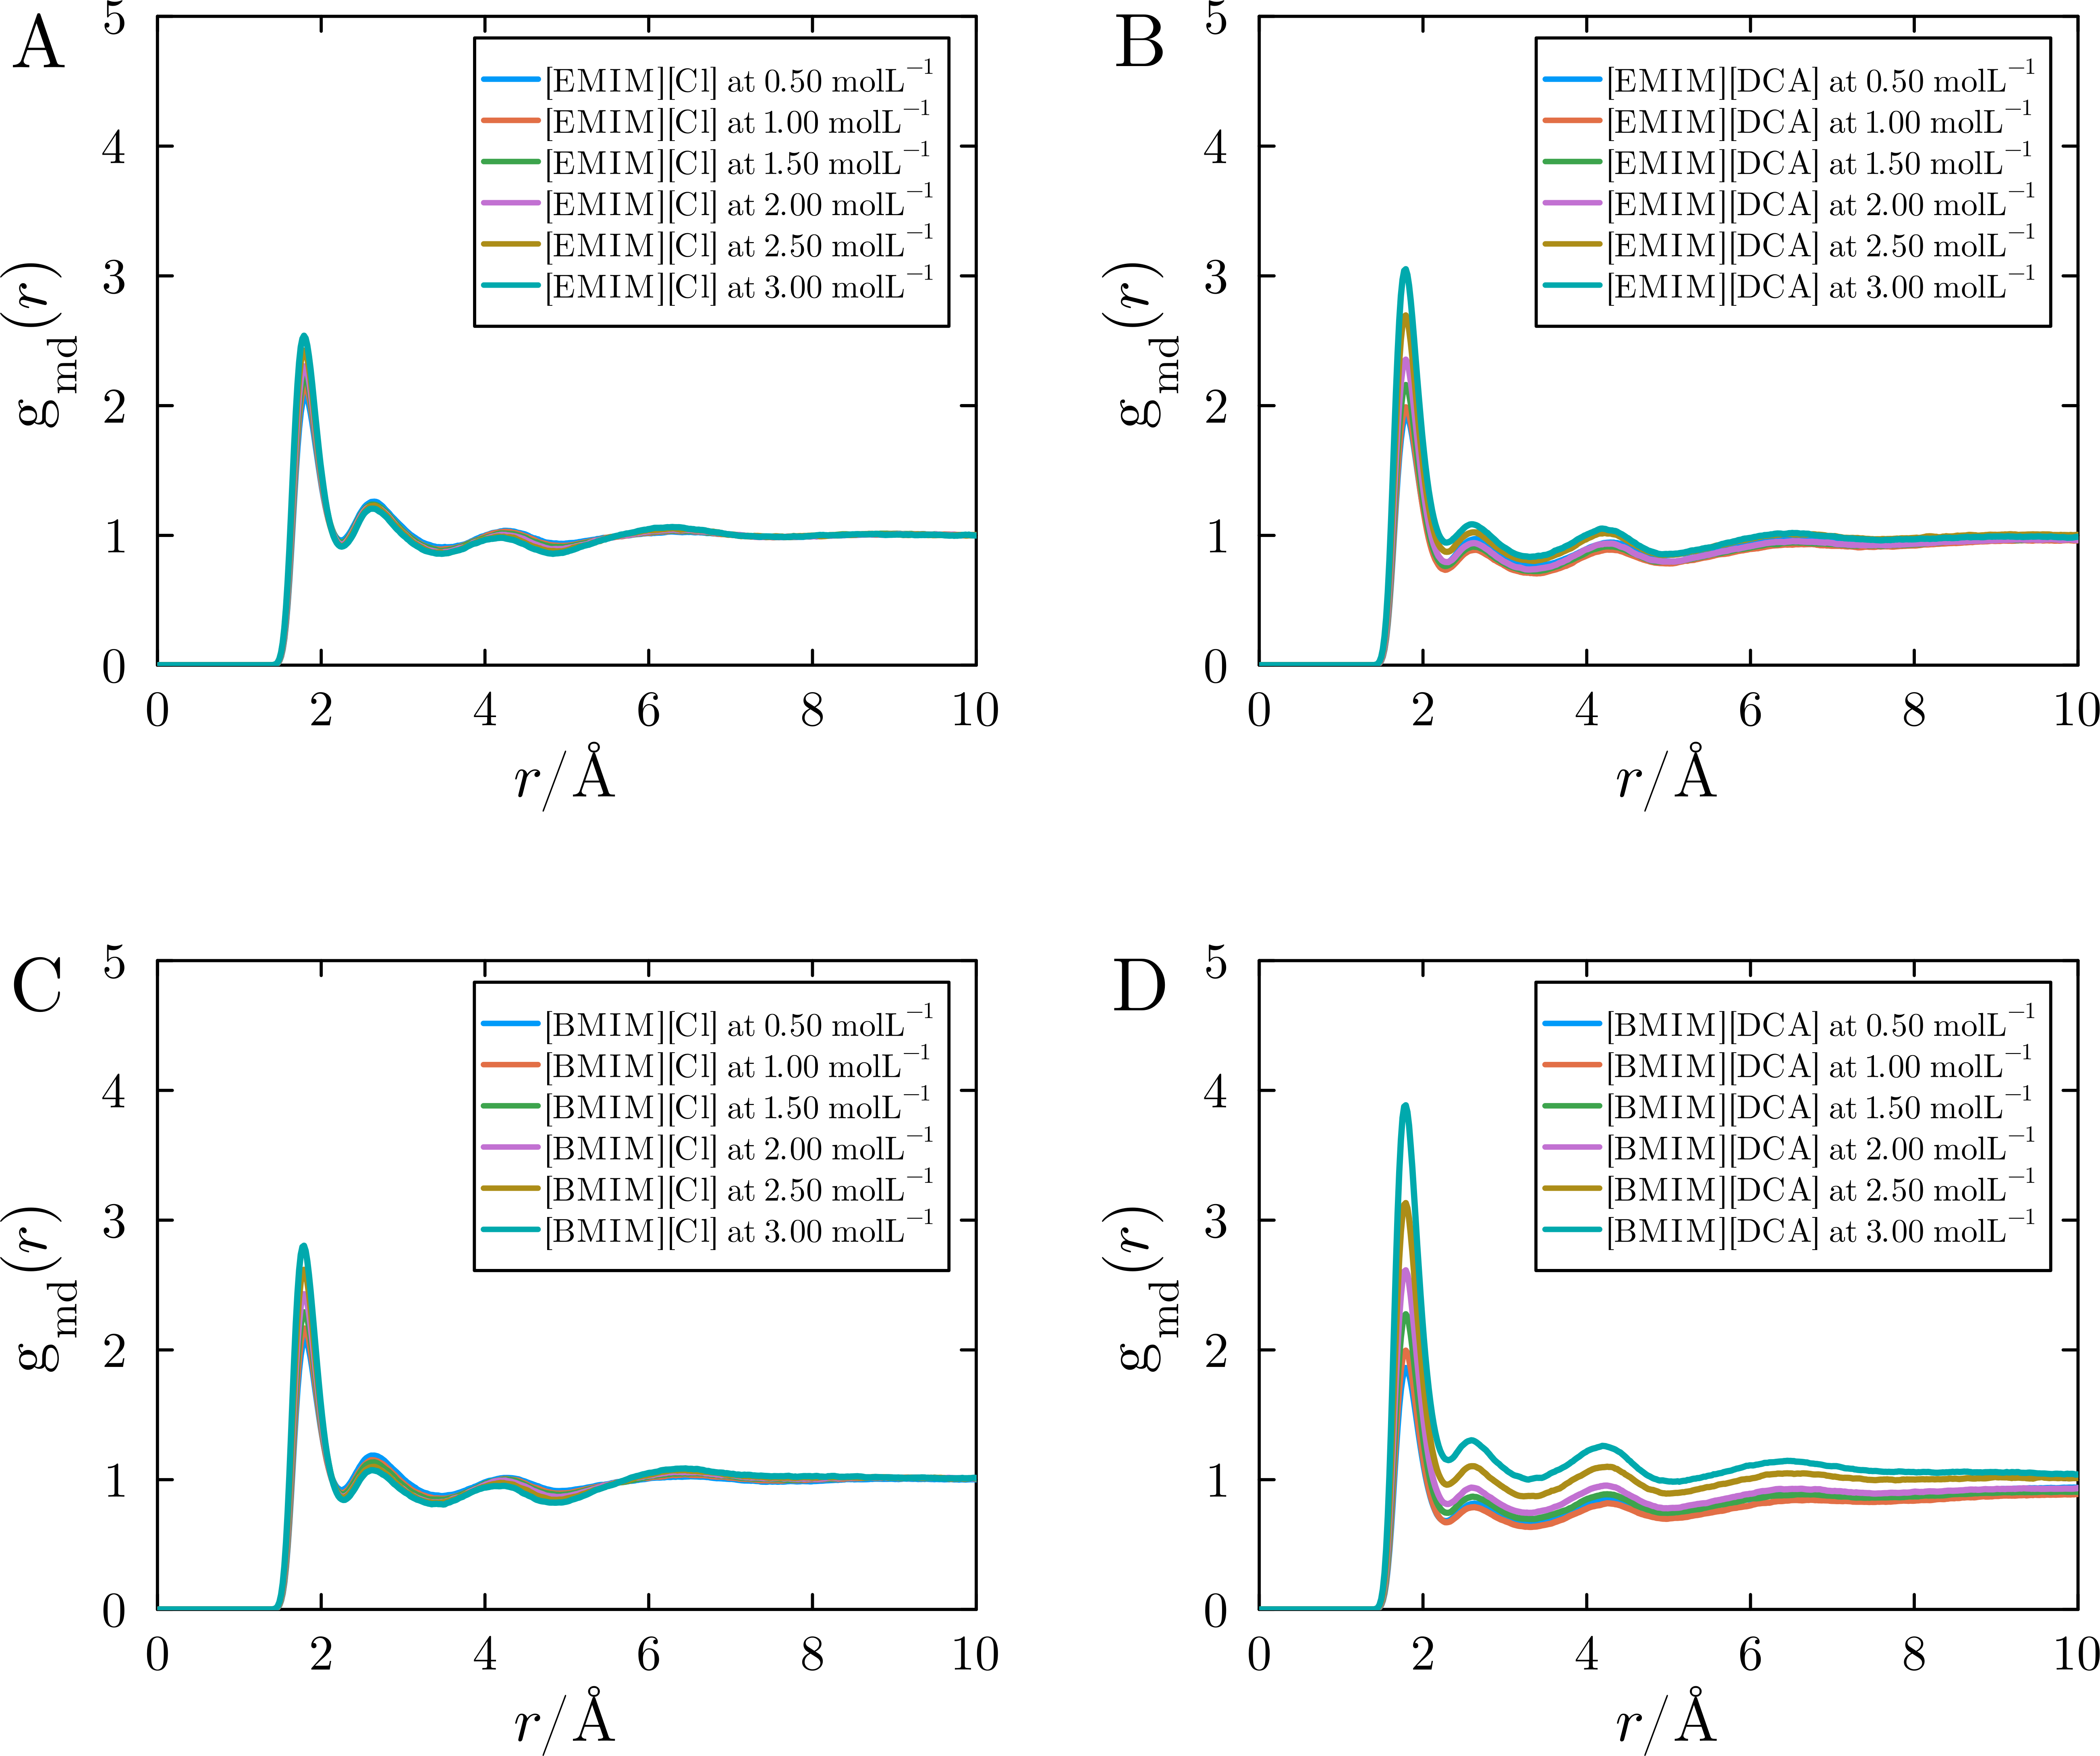 A
5
4
3
2
1
0
0 2 4 6 8 10
g_md(r)
r/Å
[EMIM][Cl] at 0.50 molL⁻¹
[EMIM][Cl] at 1.00 molL⁻¹
[EMIM][Cl] at 1.50 molL⁻¹
[EMIM][Cl] at 2.00 molL⁻¹
[EMIM][Cl] at 2.50 molL⁻¹
[EMIM][Cl] at 3.00 molL⁻¹
B
5
4
3
2
1
0
0 2 4 6 8 10
g_md(r)
r/Å
[EMIM][DCA] at 0.50 molL⁻¹
[EMIM][DCA] at 1.00 molL⁻¹
[EMIM][DCA] at 1.50 molL⁻¹
[EMIM][DCA] at 2.00 molL⁻¹
[EMIM][DCA] at 2.50 molL⁻¹
[EMIM][DCA] at 3.00 molL⁻¹
C
5
4
3
2
1
0
0 2 4 6 8 10
g_md(r)
r/Å
[BMIM][Cl] at 0.50 molL⁻¹
[BMIM][Cl] at 1.00 molL⁻¹
[BMIM][Cl] at 1.50 molL⁻¹
[BMIM][Cl] at 2.00 molL⁻¹
[BMIM][Cl] at 2.50 molL⁻¹
[BMIM][Cl] at 3.00 molL⁻¹
D
5
4
3
2
1
0
0 2 4 6 8 10
g_md(r)
r/Å
[BMIM][DCA] at 0.50 molL⁻¹
[BMIM][DCA] at 1.00 molL⁻¹
[BMIM][DCA] at 1.50 molL⁻¹
[BMIM][DCA] at 2.00 molL⁻¹
[BMIM][DCA] at 2.50 molL⁻¹
[BMIM][DCA] at 3.00 molL⁻¹